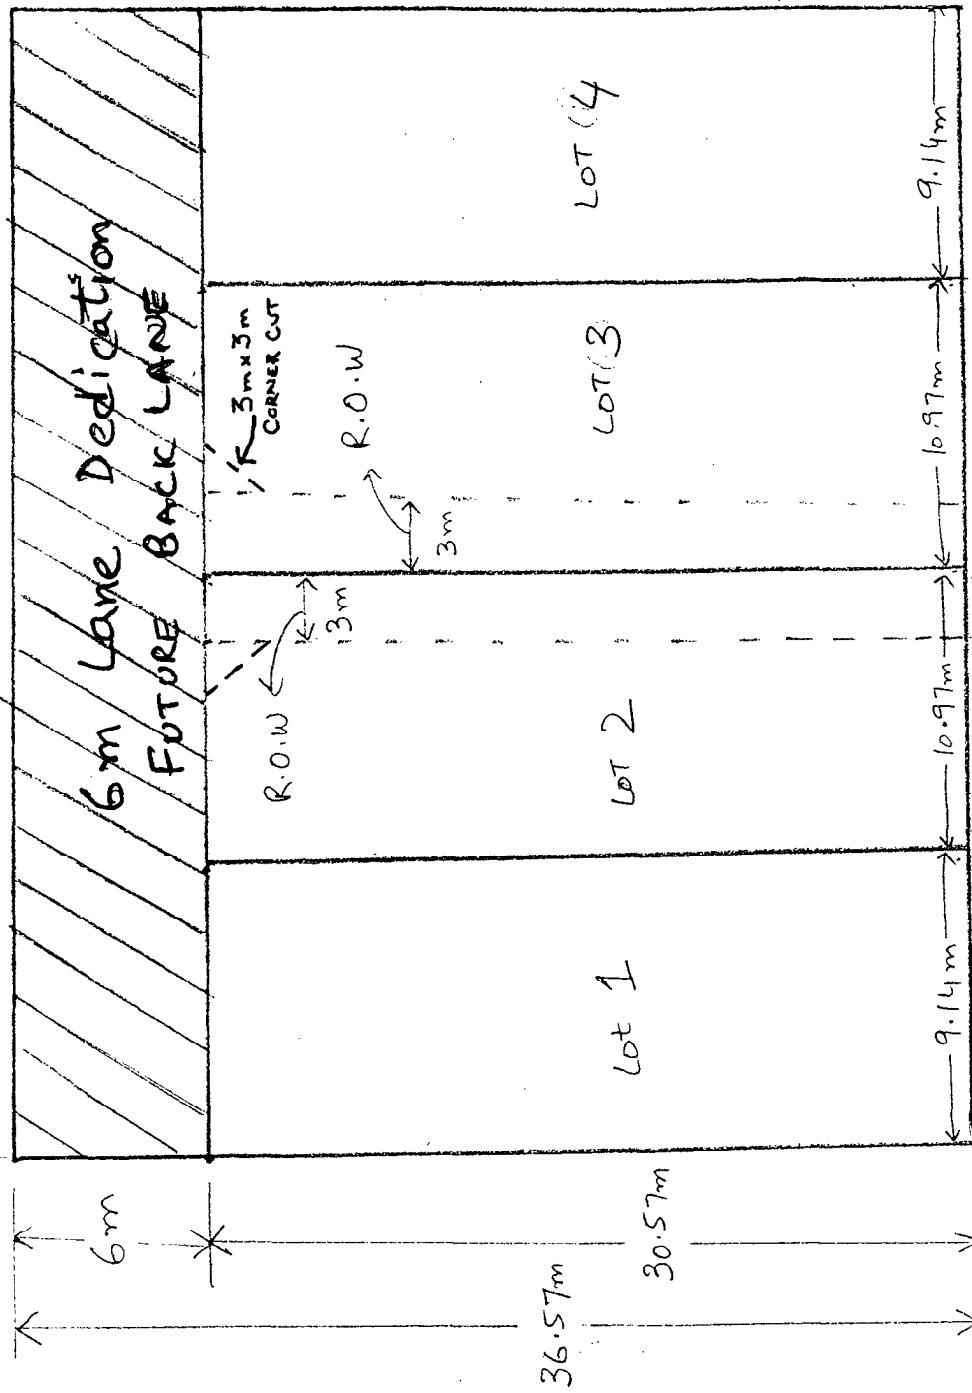 6m Lane Dedication
FUTURE BACK LANE
3m x 3m
CORNER CUT
R.O.W
3m
R.O.W
3m
Lot 1
LOT 2
LOT 3
LOT 4
9.14m
10.97m
10.97m
9.14m
6m
30.57m
36.57m